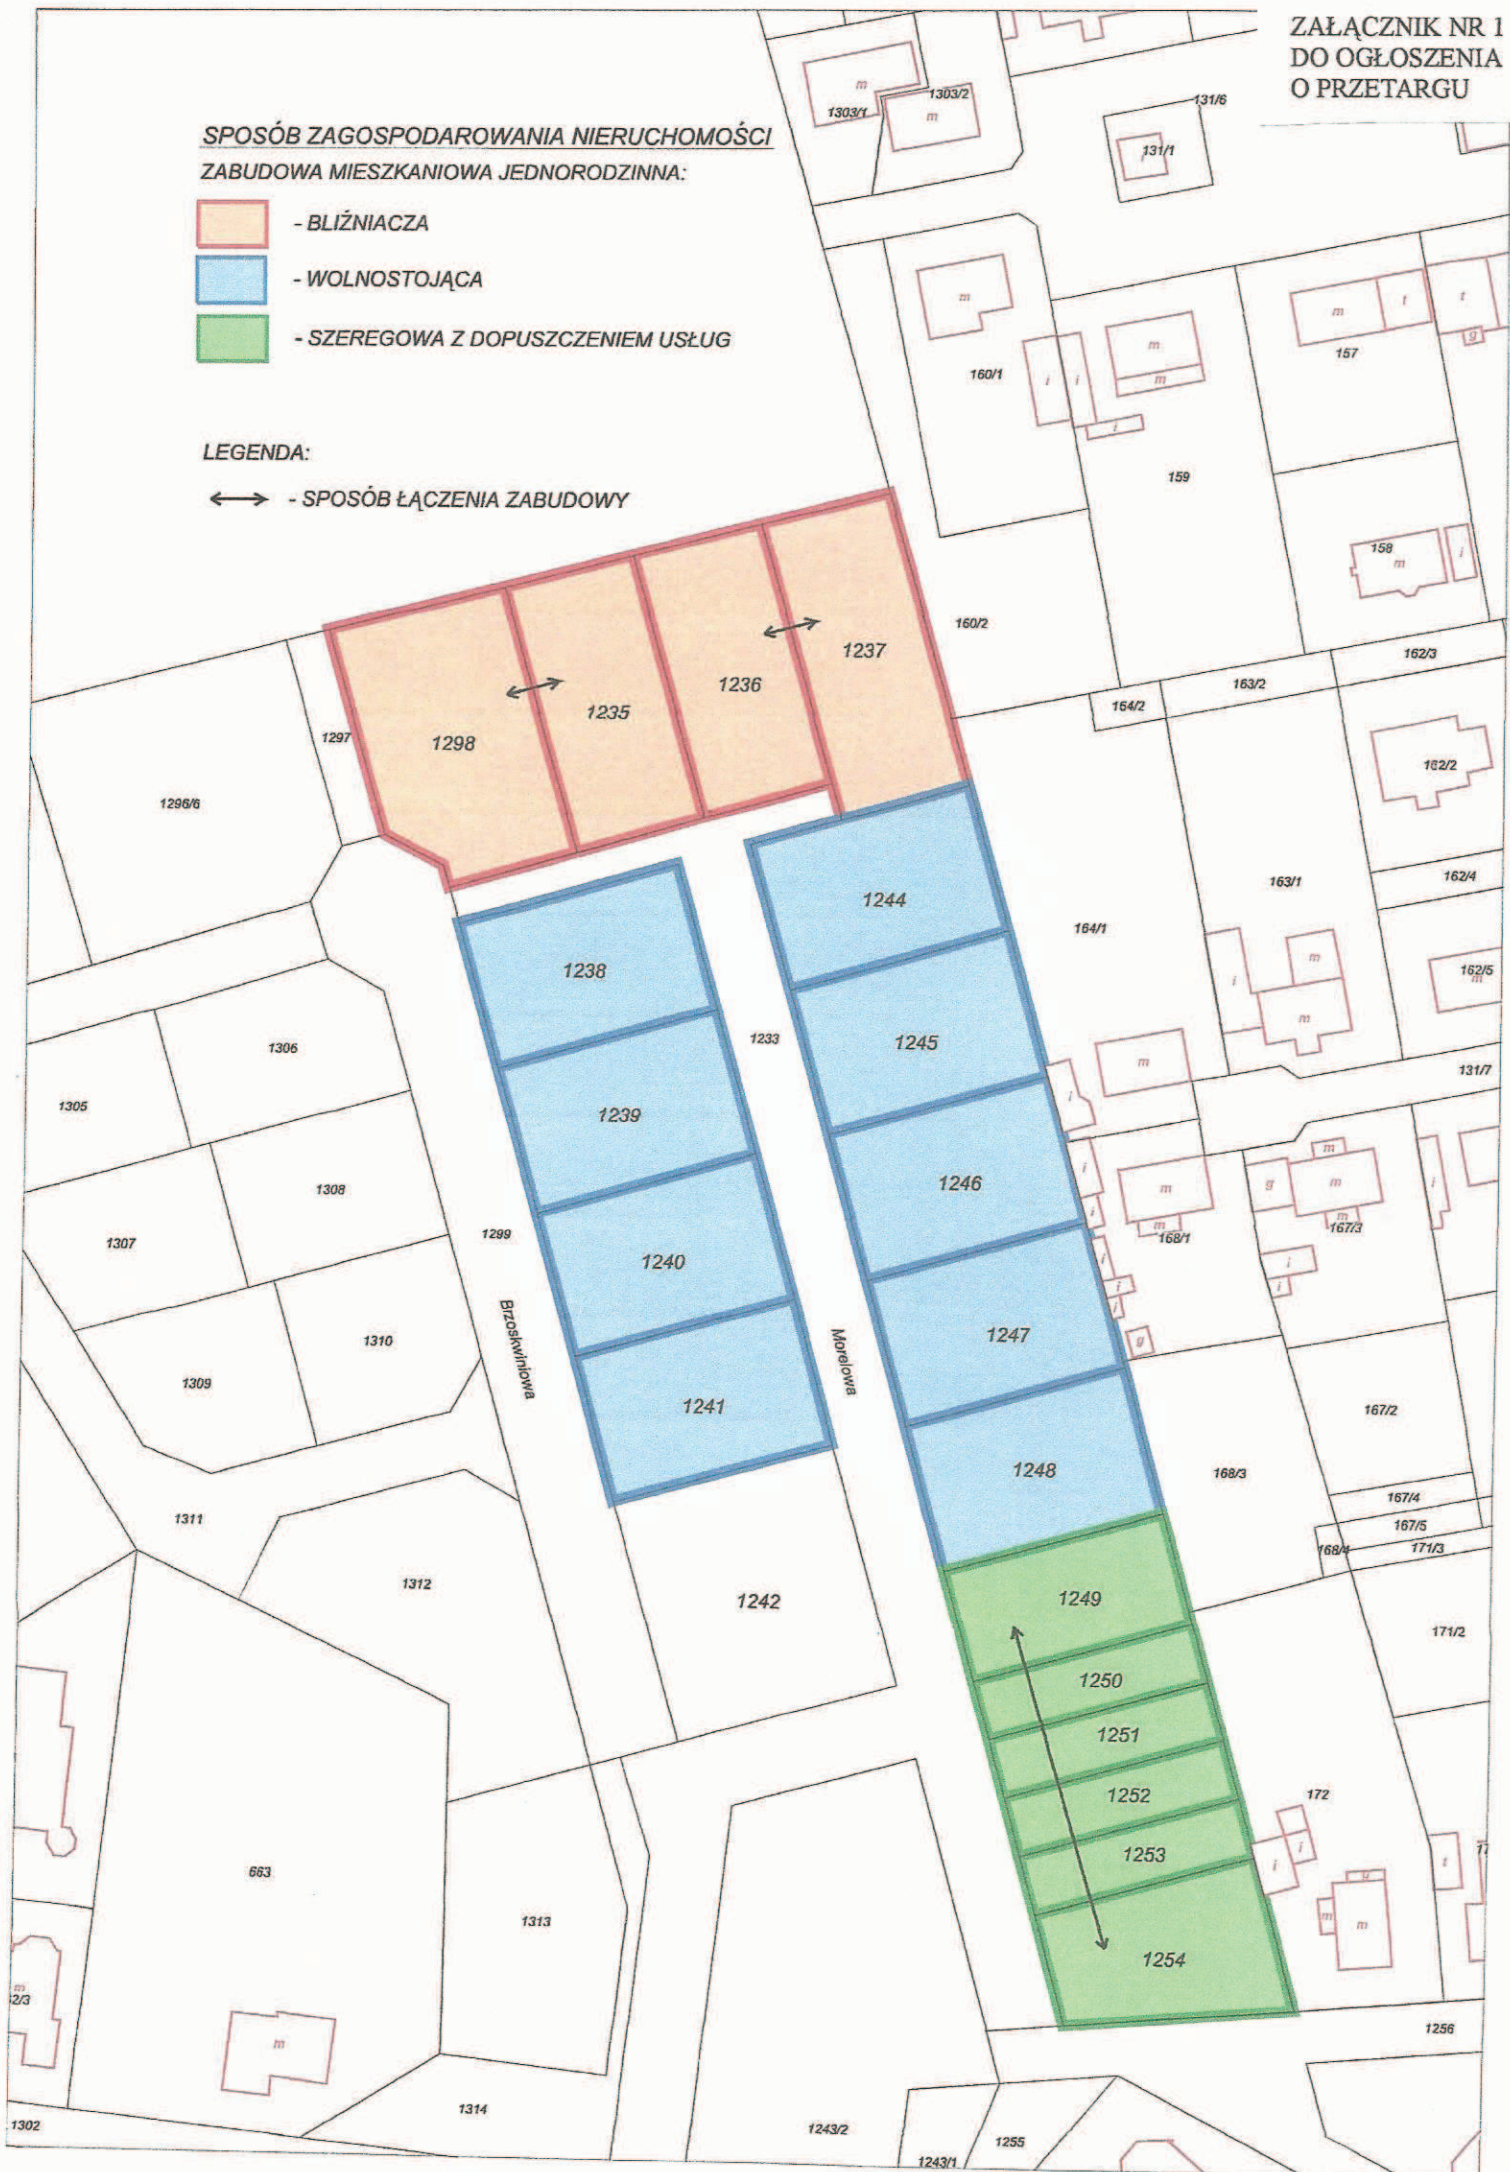 ZAŁĄCZNIK NR 1
DO OGŁOSZENIA
O PRZETARGU
SPOSÓB ZAGOSPODAROWANIA NIERUCHOMOŚCI
ZABUDOWA MIESZKANIOWA JEDNORODZINNA:
- BLIŹNIACZA
- WOLNOSTOJĄCA
- SZEREGOWA Z DOPUSZCZENIEM USŁUG
LEGENDA:
- SPOSÓB ŁĄCZENIA ZABUDOWY
m
1303/1
1303/2
m
131/6
131/1
m
160/1
i
i
m
m
i
159
m
t
t
g
157
158
m
i
160/2
162/3
163/2
164/2
162/2
1237
1236
1235
1298
1297
1296/6
163/1
162/4
164/1
162/5
m
i
m
m
1244
1238
1245
1233
1306
1305
m
i
131/7
1239
1246
1308
1307
1299
i
i
m
m
168/1
g
m
m
m
167/3
i
i
i
i
i
i
g
1240
1247
1310
1309
Brzoskwiniowa
Morelowa
1241
1248
167/2
168/3
167/4
167/5
168/4
171/3
1311
1312
1242
1249
171/2
1250
1251
1252
1253
1254
172
i
i
t
17
m
m
663
1313
m
2/3
m
1256
1302
1314
1243/2
1243/1
1255